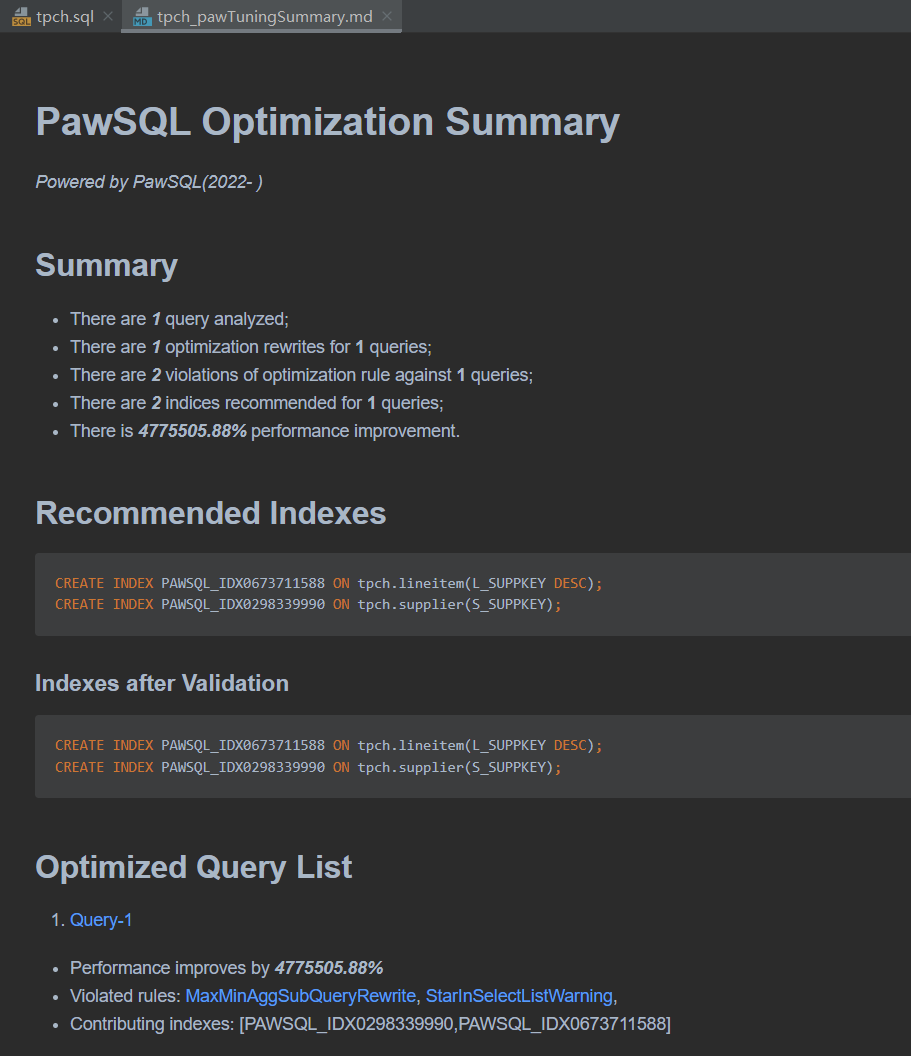 tpch.sql tpch_pawTuningSummary.md
PawSQL Optimization Summary
Powered by PawSQL(2022- )
Summary
There are 1 query analyzed;
There are 1 optimization rewrites for 1 queries;
There are 2 violations of optimization rule against 1 queries;
There are 2 indices recommended for 1 queries;
There is 4775505.88% performance improvement.
Recommended Indexes
CREATE INDEX PAWSQL_IDX0673711588 ON tpch.lineitem(L_SUPPKEY DESC);
CREATE INDEX PAWSQL_IDX0298339990 ON tpch.supplier(S_SUPPKEY);
Indexes after Validation
CREATE INDEX PAWSQL_IDX0673711588 ON tpch.lineitem(L_SUPPKEY DESC);
CREATE INDEX PAWSQL_IDX0298339990 ON tpch.supplier(S_SUPPKEY);
Optimized Query List
1. Query-1
Performance improves by 4775505.88%
Violated rules: MaxMinAggSubQueryRewrite, StarInSelectListWarning,
Contributing indexes: [PAWSQL_IDX0298339990,PAWSQL_IDX0673711588]